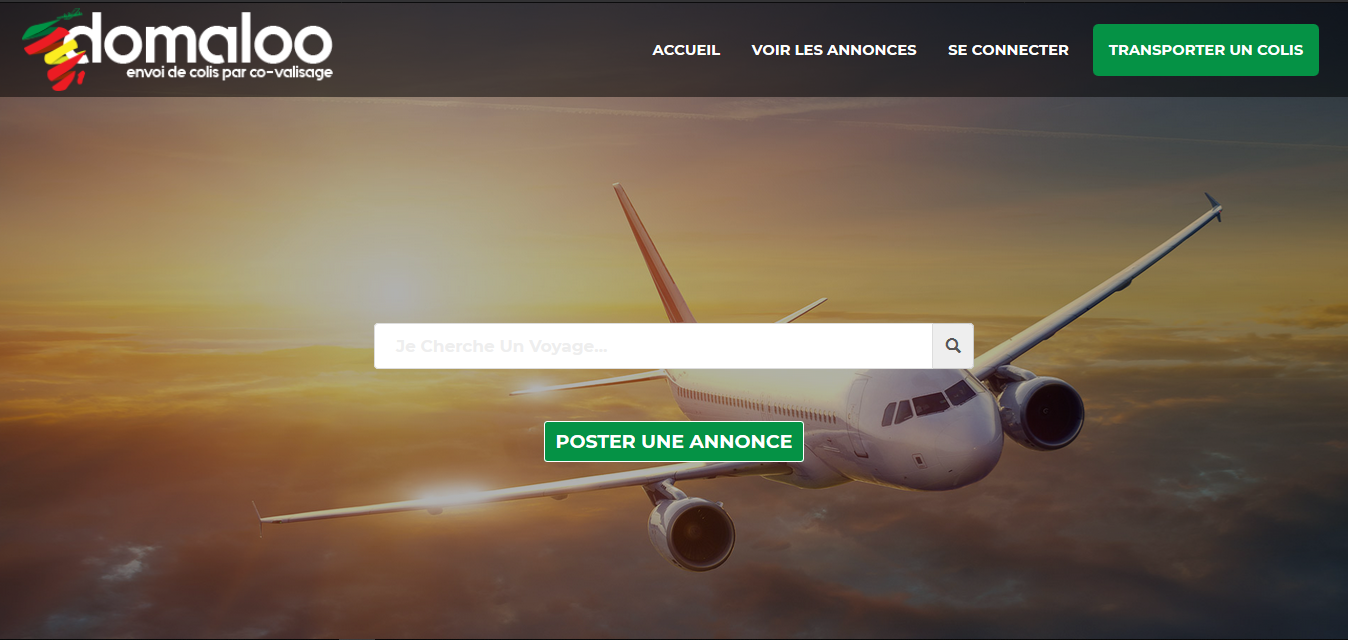 domaloo
envoi de colis par co-valisage
ACCUEIL
VOIR LES ANNONCES
SE CONNECTER
TRANSPORTER UN COLIS
Je Cherche Un Voyage...
POSTER UNE ANNONCE